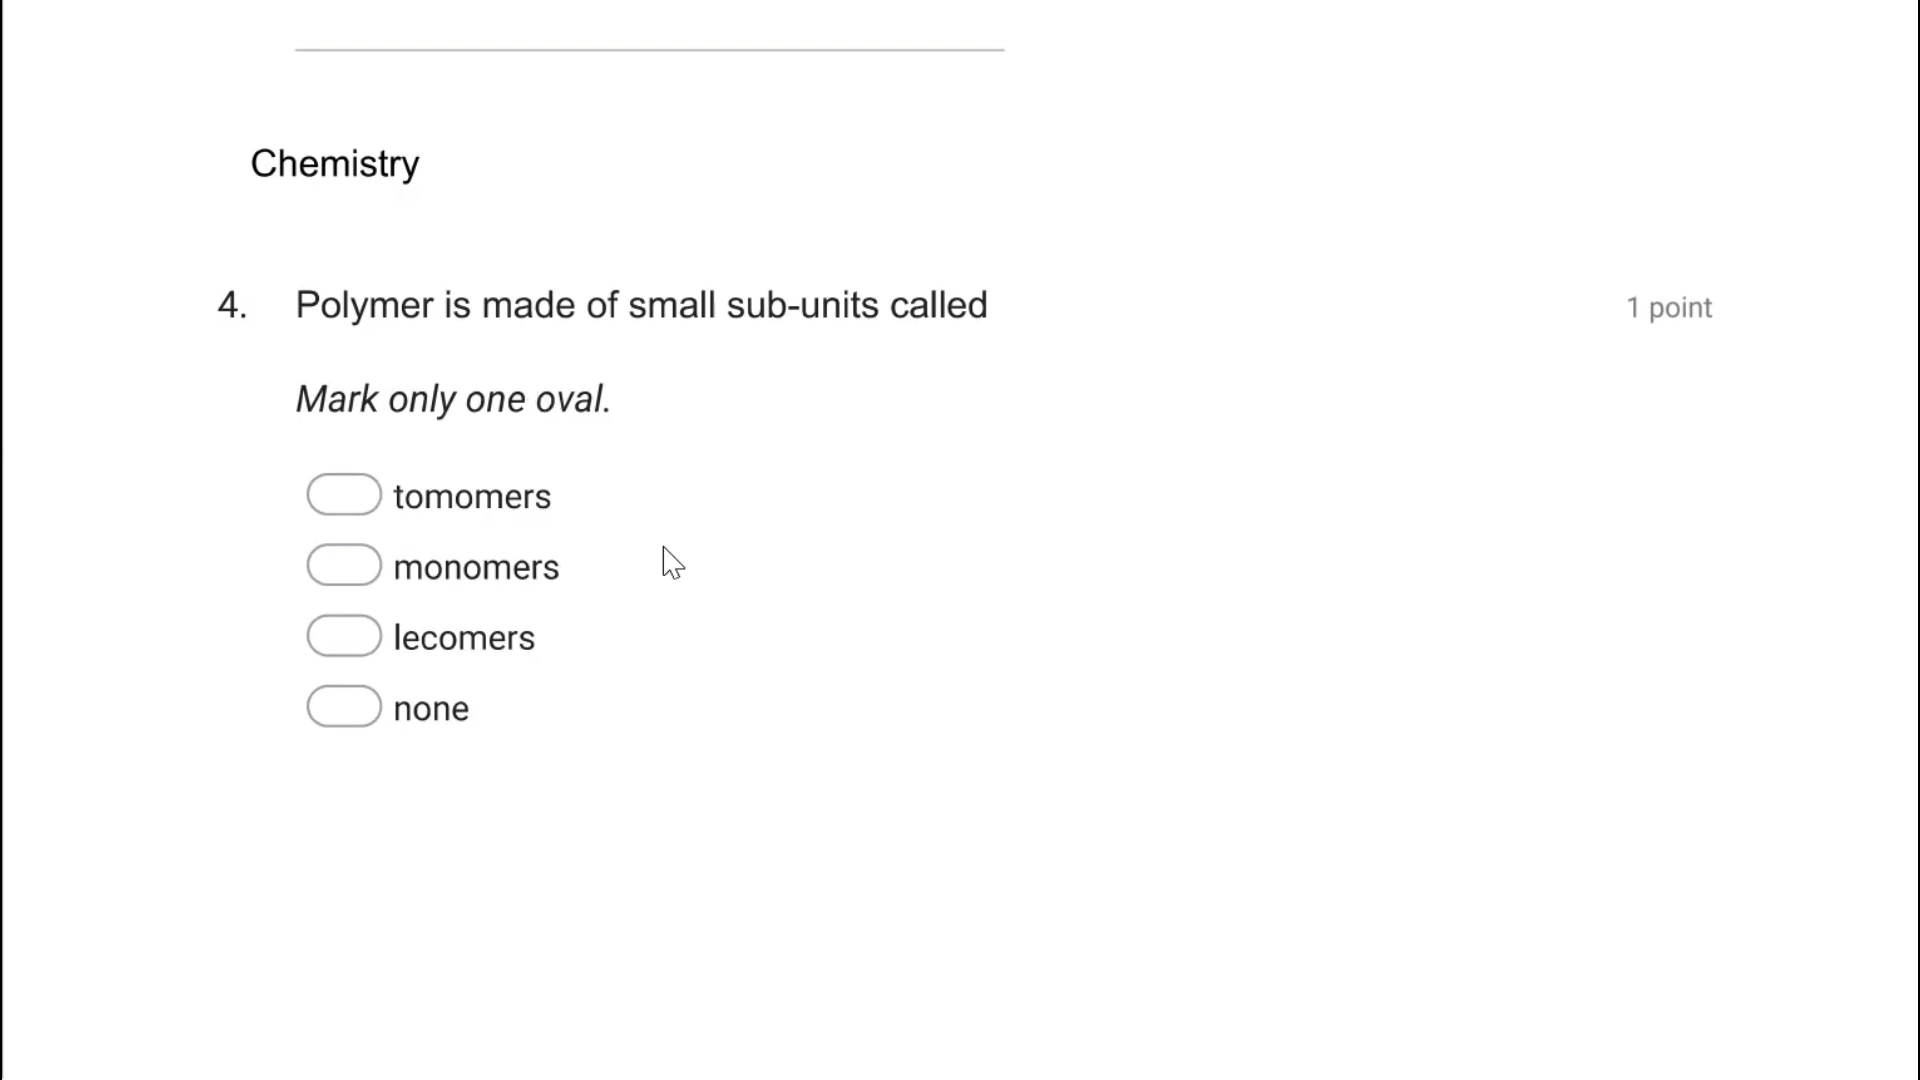 Chemistry
4. Polymer is made of small sub-units called 1 point
Mark only one oval.
tomomers
monomers
lecomers
none